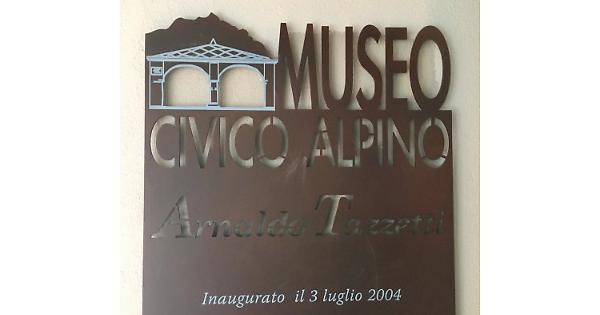 MUSEO
CIVICO ALPINO
Arnaldo Tazzetti
Inaugurato il 3 luglio 2004